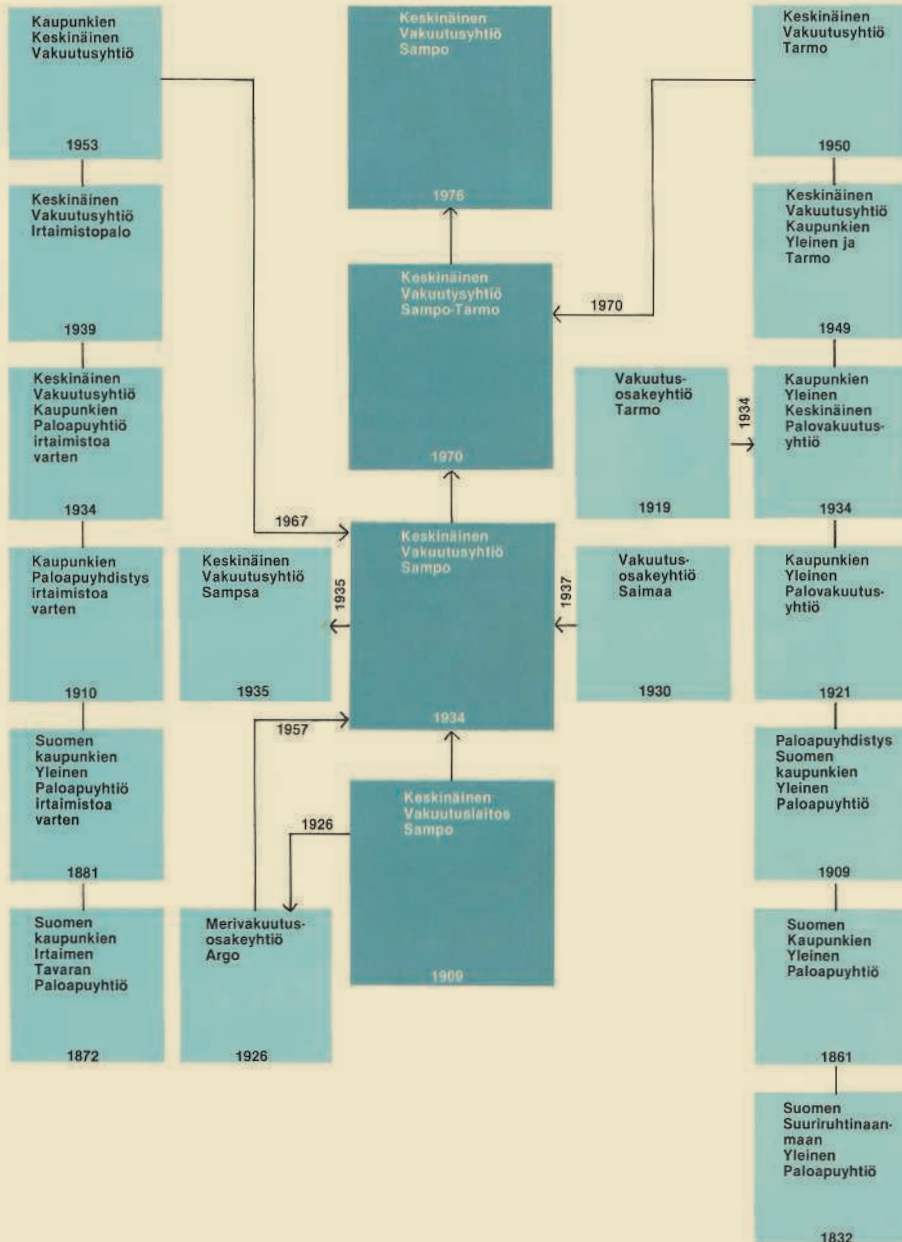 Kaupunkien
Keskinäinen
Vakuutusyhtiö
1953
Keskinäinen
Vakuutusyhtiö
Irtaimistopalo
1939
Keskinäinen
Vakuutusyhtiö
Kaupunkien
Paloapuyhtiö
irtaimistoa
varten
1934
Kaupunkien
Paloapuyhdistys
irtaimistoa
varten
1910
Suomen
kaupunkien
Yleinen
Paloapuyhtiö
irtaimistoa
varten
1881
Suomen
kaupunkien
Irtaimen
Tavaran
Paloapuyhtiö
1872
1967
Keskinäinen
Vakuutusyhtiö
Sampsa
1935
1935
1957
1926
Merivakuutus-
osakeyhtiö
Argo
1926
Keskinäinen
Vakuutusyhtiö
Sampo
1976
Keskinäinen
Vakuutysyhtiö
Sampo-Tarmo
1970
Keskinäinen
Vakuutusyhtiö
Sampo
1934
Keskinäinen
Vakuutuslaitos
Sampo
1909
1970
Vakuutus-
osakeyhtiö
Tarmo
1919
1934
1937
Vakuutus-
osakeyhtiö
Saimaa
1930
Keskinäinen
Vakuutusyhtiö
Tarmo
1950
Keskinäinen
Vakuutusyhtiö
Kaupunkien
Yleinen ja
Tarmo
1949
Kaupunkien
Yleinen
Keskinäinen
Palovakuutus-
yhtiö
1934
Kaupunkien
Yleinen
Palovakuutus-
yhtiö
1921
Paloapuyhdistys
Suomen
kaupunkien
Yleinen
Paloapuyhtiö
1909
Suomen
Kaupunkien
Yleinen
Paloapuyhtiö
1861
Suomen
Suuriruhtinaan-
maan
Yleinen
Paloapuyhtiö
1832